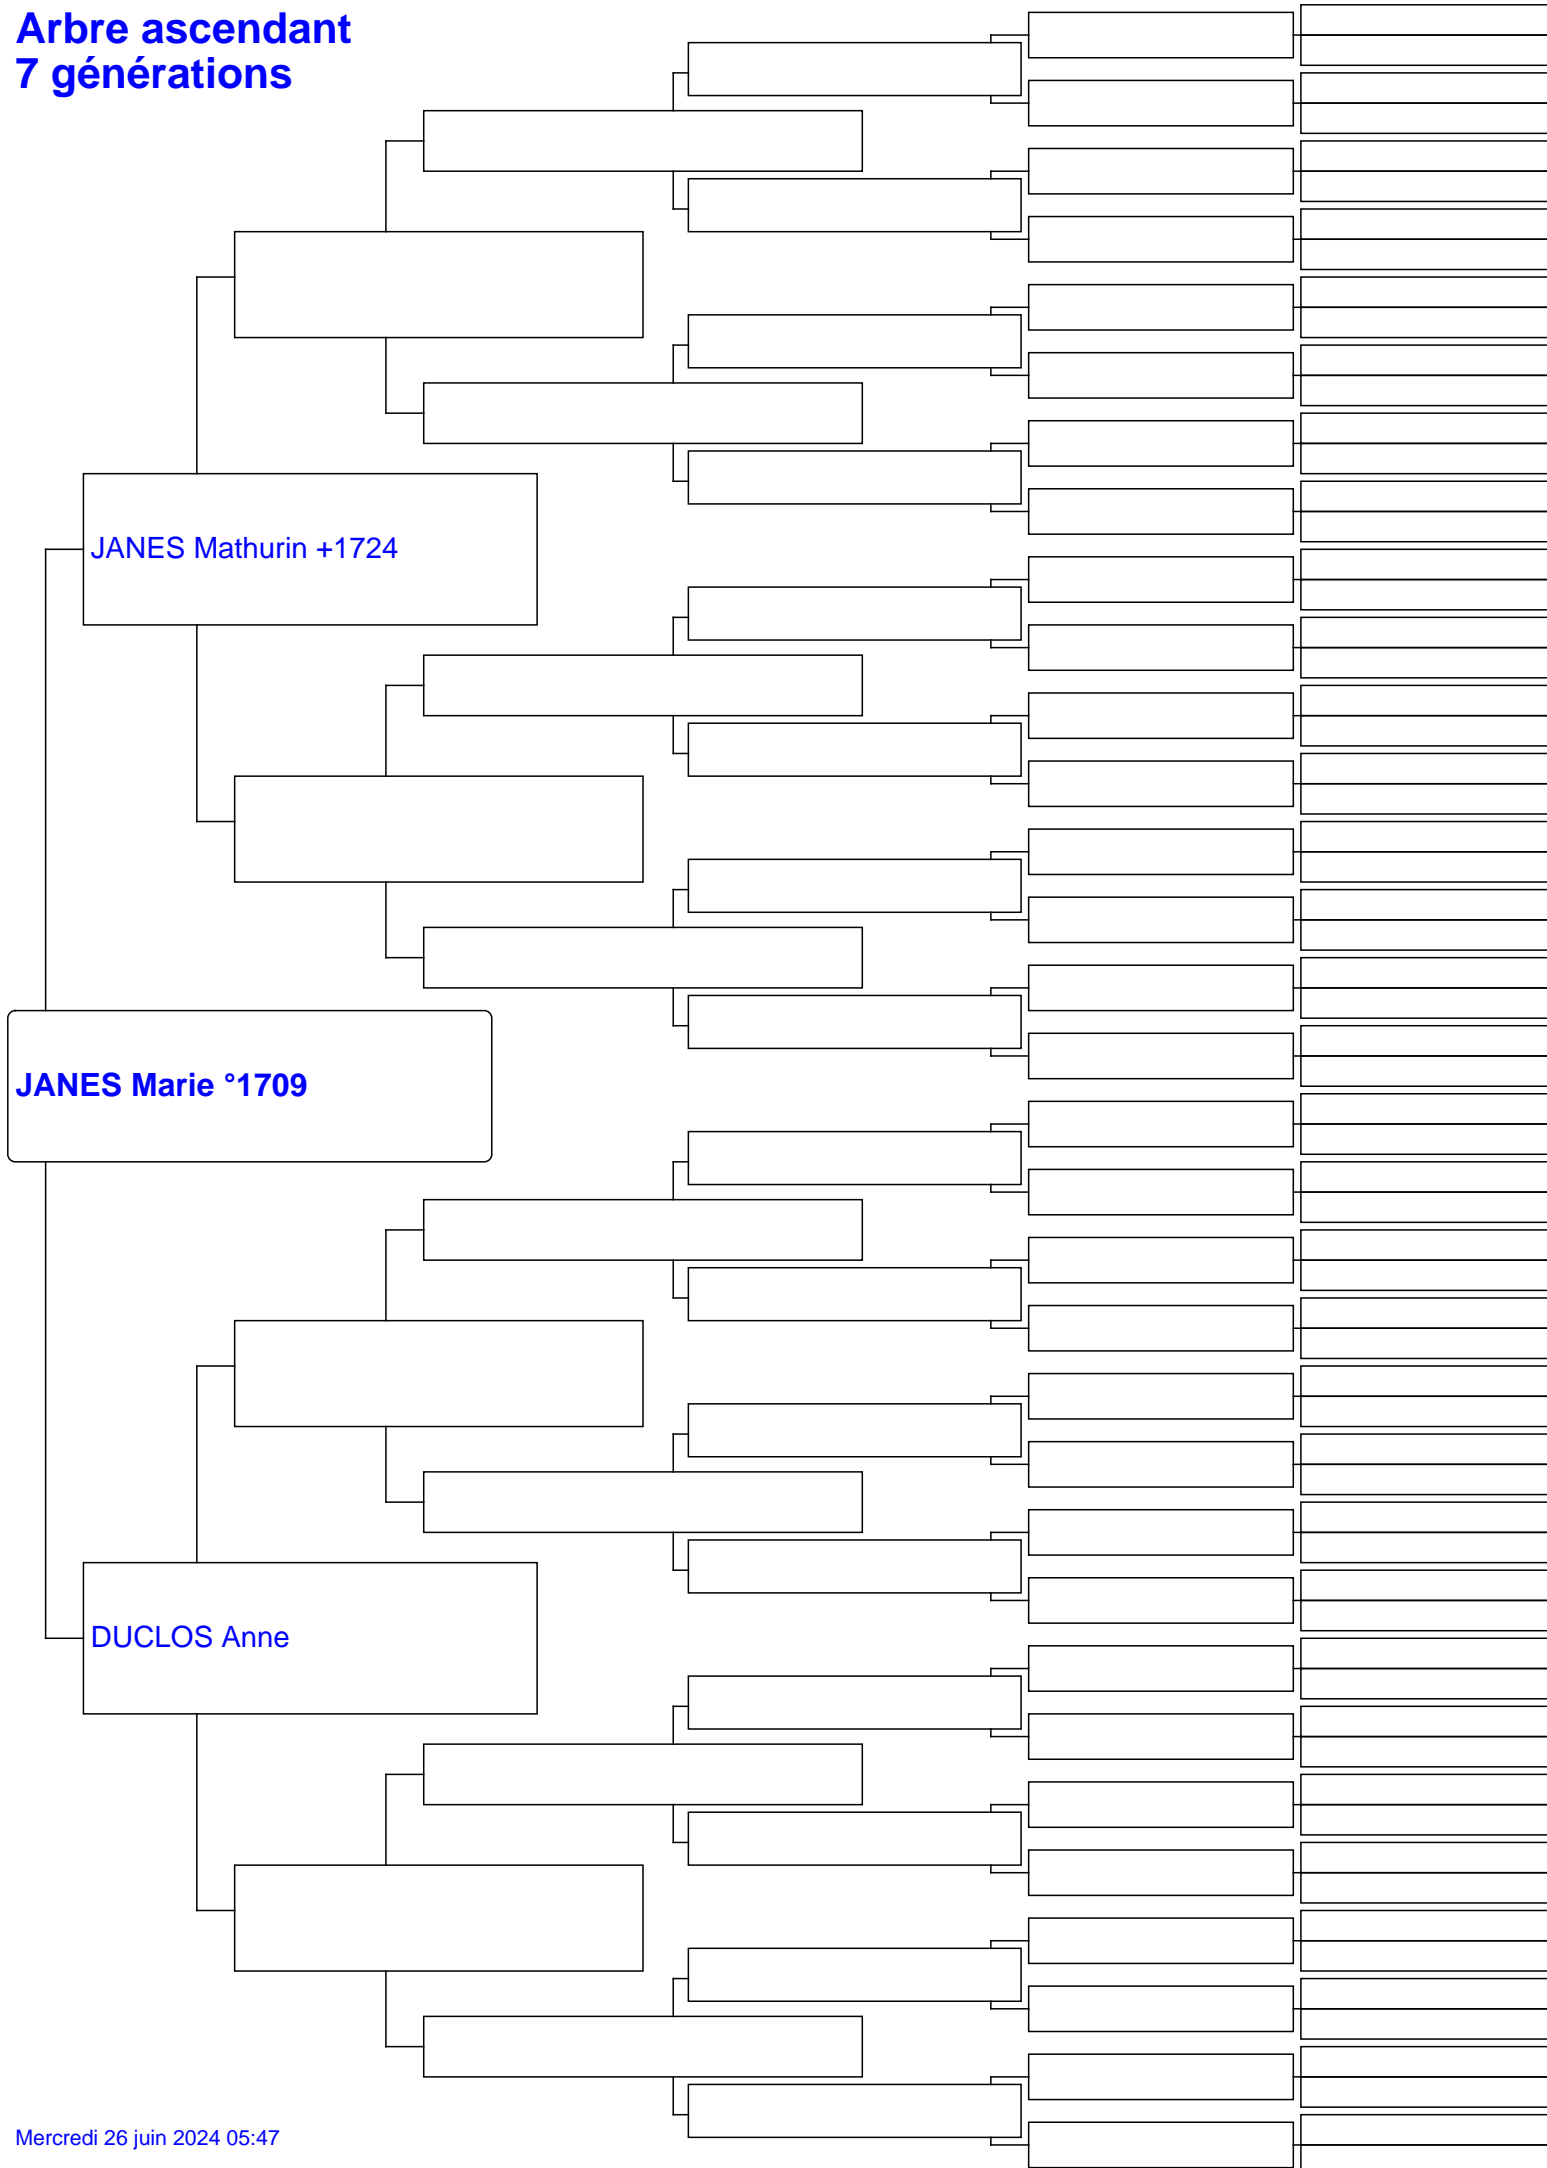 Arbre ascendant
7 générations
JANES Mathurin +1724
JANES Marie °1709
DUCLOS Anne
Mercredi 26 juin 2024 05:47